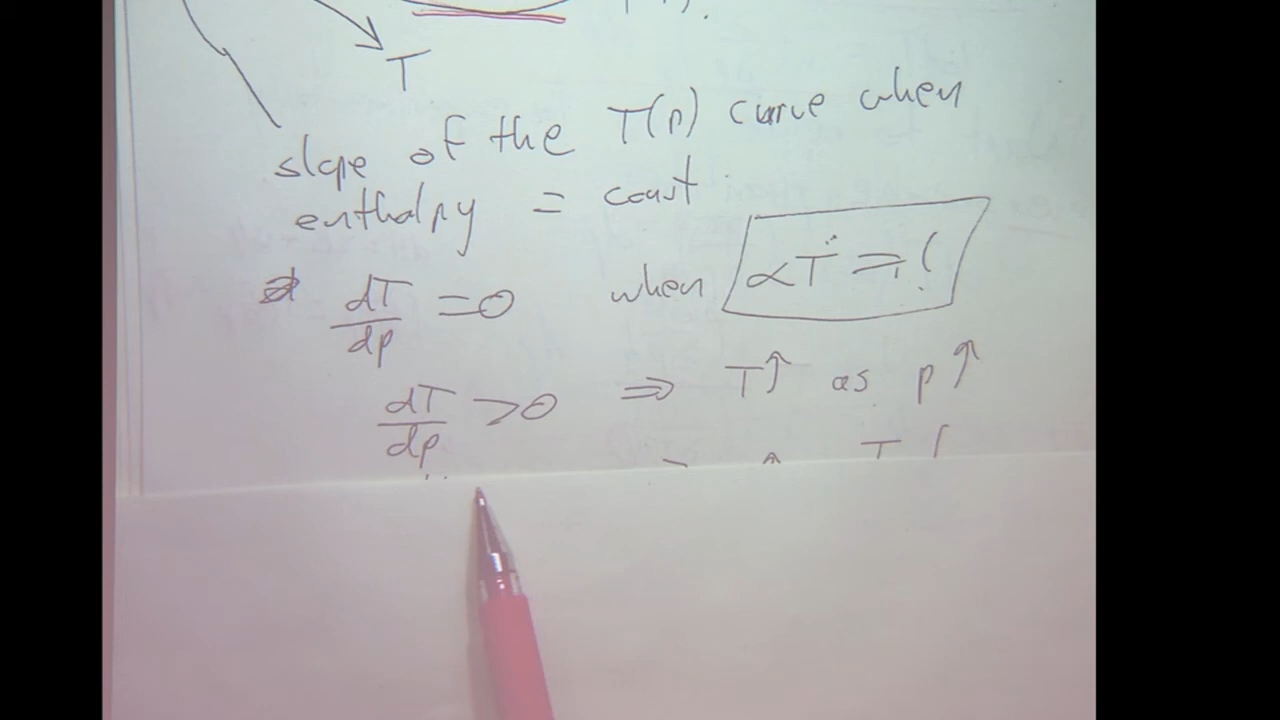 T
slope of the T(p) curve when
enthalpy = const
dT/dp = 0 when αT = 1
dT/dp > 0 ⇒ T↑ as p↑